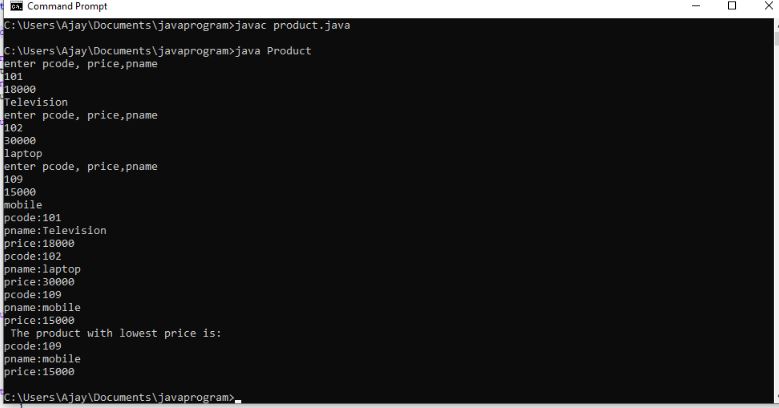 Command Prompt
C:\Users\Ajay\Documents\javaprogram>javac product.java
C:\Users\Ajay\Documents\javaprogram>java Product
enter pcode, price,pname
101
18000
Television
enter pcode, price,pname
102
30000
laptop
enter pcode, price,pname
109
15000
mobile
pcode:101
pname:Television
price:18000
pcode:102
pname:laptop
price:30000
pcode:109
pname:mobile
price:15000
The product with lowest price is:
pcode:109
pname:mobile
price:15000
C:\Users\Ajay\Documents\javaprogram>